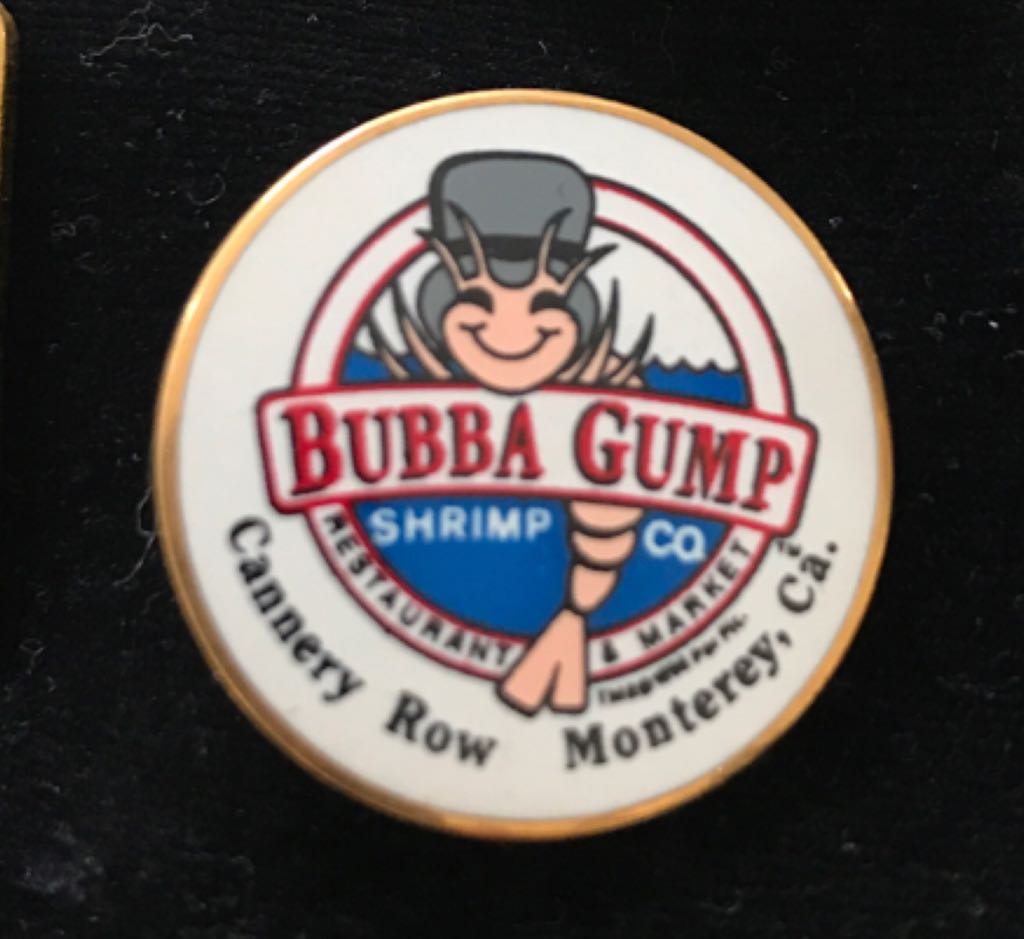 BUBBA GUMP
SHRIMP CO.
RESTAURANT & MARKET
Cannery Row Monterey, Ca.